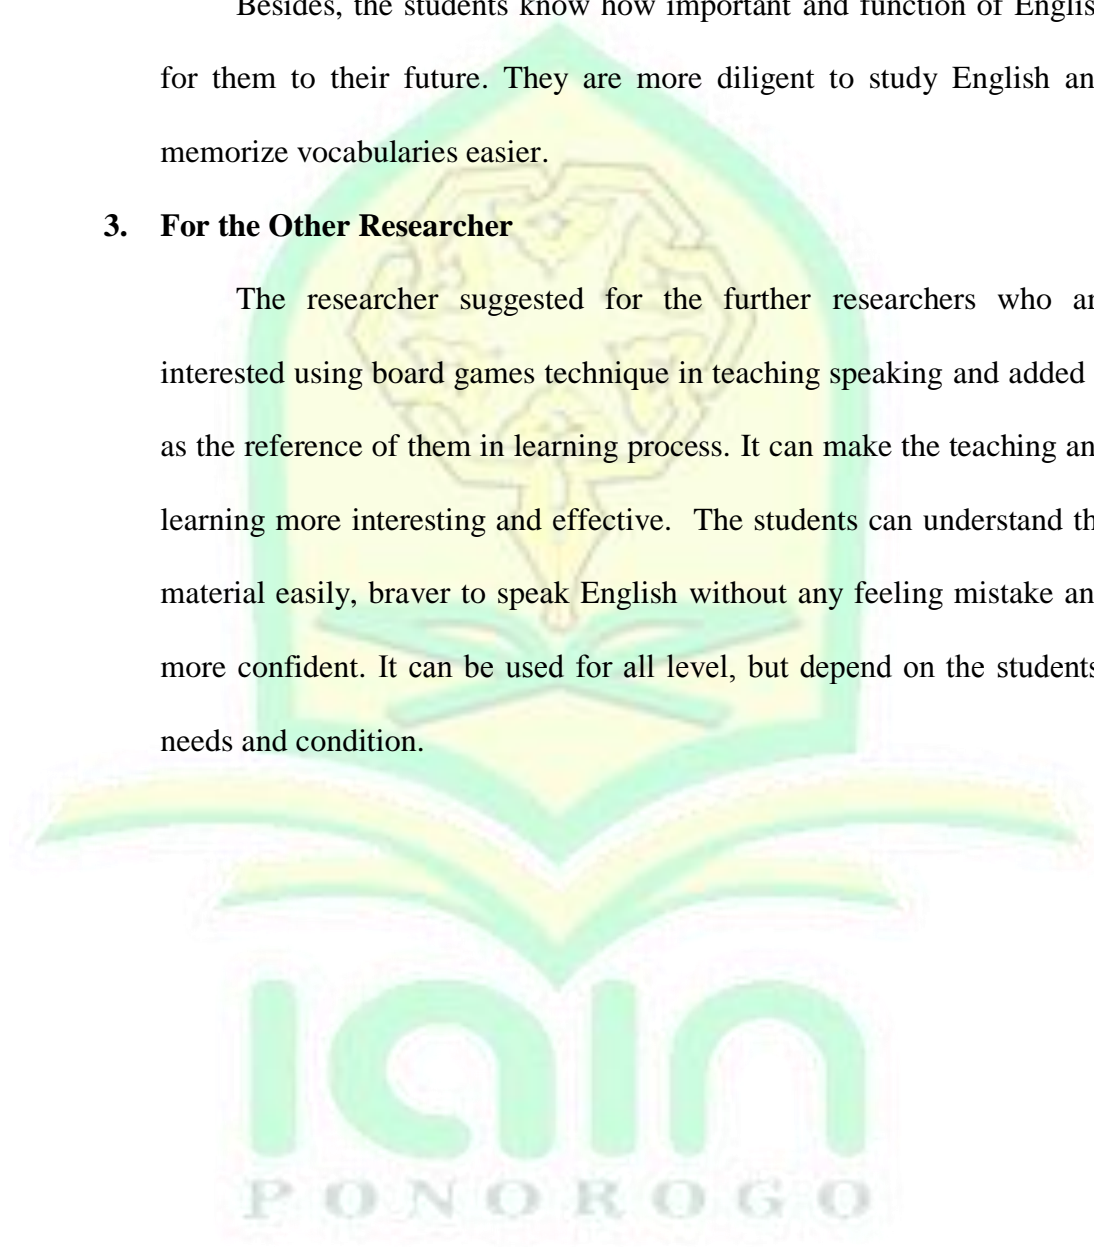 Besides, the students know how important and function of Englis
for them to their future. They are more diligent to study English an
memorize vocabularies easier.
3. For the Other Researcher
The researcher suggested for the further researchers who ar
interested using board games technique in teaching speaking and added
as the reference of them in learning process. It can make the teaching an
learning more interesting and effective. The students can understand th
material easily, braver to speak English without any feeling mistake an
more confident. It can be used for all level, but depend on the students
needs and condition.
iain
PONOROGO